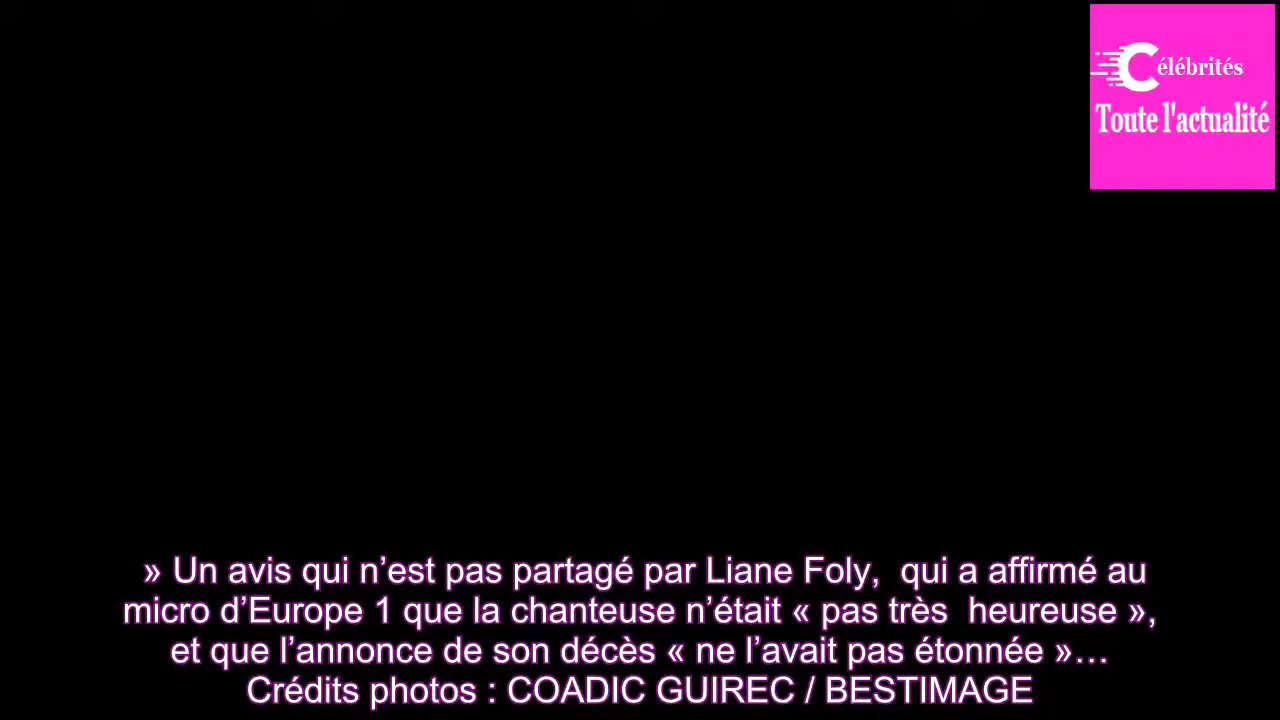 Célébrités
Toute l'actualité
» Un avis qui n’est pas partagé par Liane Foly,  qui a affirmé au
micro d’Europe 1 que la chanteuse n’était « pas très  heureuse »,
et que l’annonce de son décès « ne l’avait pas étonnée »…
Crédits photos : COADIC GUIREC / BESTIMAGE